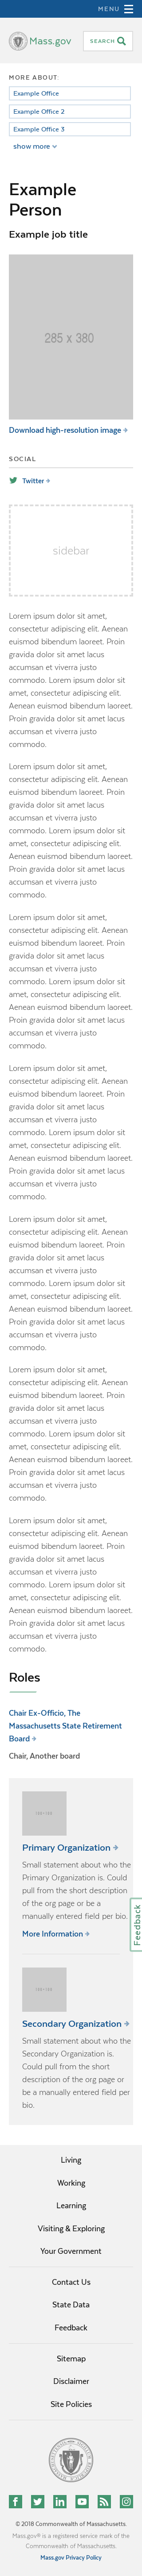 MENU
Mass.gov
SEARCH
MORE ABOUT:
Example Office
Example Office 2
Example Office 3
show more
Example
Person
Example job title
285 x 380
Download high-resolution image
SOCIAL
Twitter
sidebar
Lorem ipsum dolor sit amet,
consectetur adipiscing elit. Aenean
euismod bibendum laoreet. Proin
gravida dolor sit amet lacus
accumsan et viverra justo
commodo. Lorem ipsum dolor sit
amet, consectetur adipiscing elit.
Aenean euismod bibendum laoreet.
Proin gravida dolor sit amet lacus
accumsan et viverra justo
commodo.
Lorem ipsum dolor sit amet,
consectetur adipiscing elit. Aenean
euismod bibendum laoreet. Proin
gravida dolor sit amet lacus
accumsan et viverra justo
commodo. Lorem ipsum dolor sit
amet, consectetur adipiscing elit.
Aenean euismod bibendum laoreet.
Proin gravida dolor sit amet lacus
accumsan et viverra justo
commodo.
Lorem ipsum dolor sit amet,
consectetur adipiscing elit. Aenean
euismod bibendum laoreet. Proin
gravida dolor sit amet lacus
accumsan et viverra justo
commodo. Lorem ipsum dolor sit
amet, consectetur adipiscing elit.
Aenean euismod bibendum laoreet.
Proin gravida dolor sit amet lacus
accumsan et viverra justo
commodo.
Lorem ipsum dolor sit amet,
consectetur adipiscing elit. Aenean
euismod bibendum laoreet. Proin
gravida dolor sit amet lacus
accumsan et viverra justo
commodo. Lorem ipsum dolor sit
amet, consectetur adipiscing elit.
Aenean euismod bibendum laoreet.
Proin gravida dolor sit amet lacus
accumsan et viverra justo
commodo.
Lorem ipsum dolor sit amet,
consectetur adipiscing elit. Aenean
euismod bibendum laoreet. Proin
gravida dolor sit amet lacus
accumsan et viverra justo
commodo. Lorem ipsum dolor sit
amet, consectetur adipiscing elit.
Aenean euismod bibendum laoreet.
Proin gravida dolor sit amet lacus
accumsan et viverra justo
commodo.
Lorem ipsum dolor sit amet,
consectetur adipiscing elit. Aenean
euismod bibendum laoreet. Proin
gravida dolor sit amet lacus
accumsan et viverra justo
commodo. Lorem ipsum dolor sit
amet, consectetur adipiscing elit.
Aenean euismod bibendum laoreet.
Proin gravida dolor sit amet lacus
accumsan et viverra justo
commodo.
Lorem ipsum dolor sit amet,
consectetur adipiscing elit. Aenean
euismod bibendum laoreet. Proin
gravida dolor sit amet lacus
accumsan et viverra justo
commodo. Lorem ipsum dolor sit
amet, consectetur adipiscing elit.
Aenean euismod bibendum laoreet.
Proin gravida dolor sit amet lacus
accumsan et viverra justo
commodo.
Roles
Chair Ex-Officio, The
Massachusetts State Retirement
Board
Chair, Another board
Primary Organization
Small statement about who the
Primary Organization is. Could
pull from the short description
of the org page or be a
manually entered field per bio.
More Information
Feedback
Secondary Organization
Small statement about who the
Secondary Organization is.
Could pull from the short
description of the org page or
be a manually entered field per
bio.
Living
Working
Learning
Visiting & Exploring
Your Government
Contact Us
State Data
Feedback
Sitemap
Disclaimer
Site Policies
© 2018 Commonwealth of Massachusetts.
Mass.gov® is a registered service mark of the
Commonwealth of Massachusetts.
Mass.gov Privacy Policy